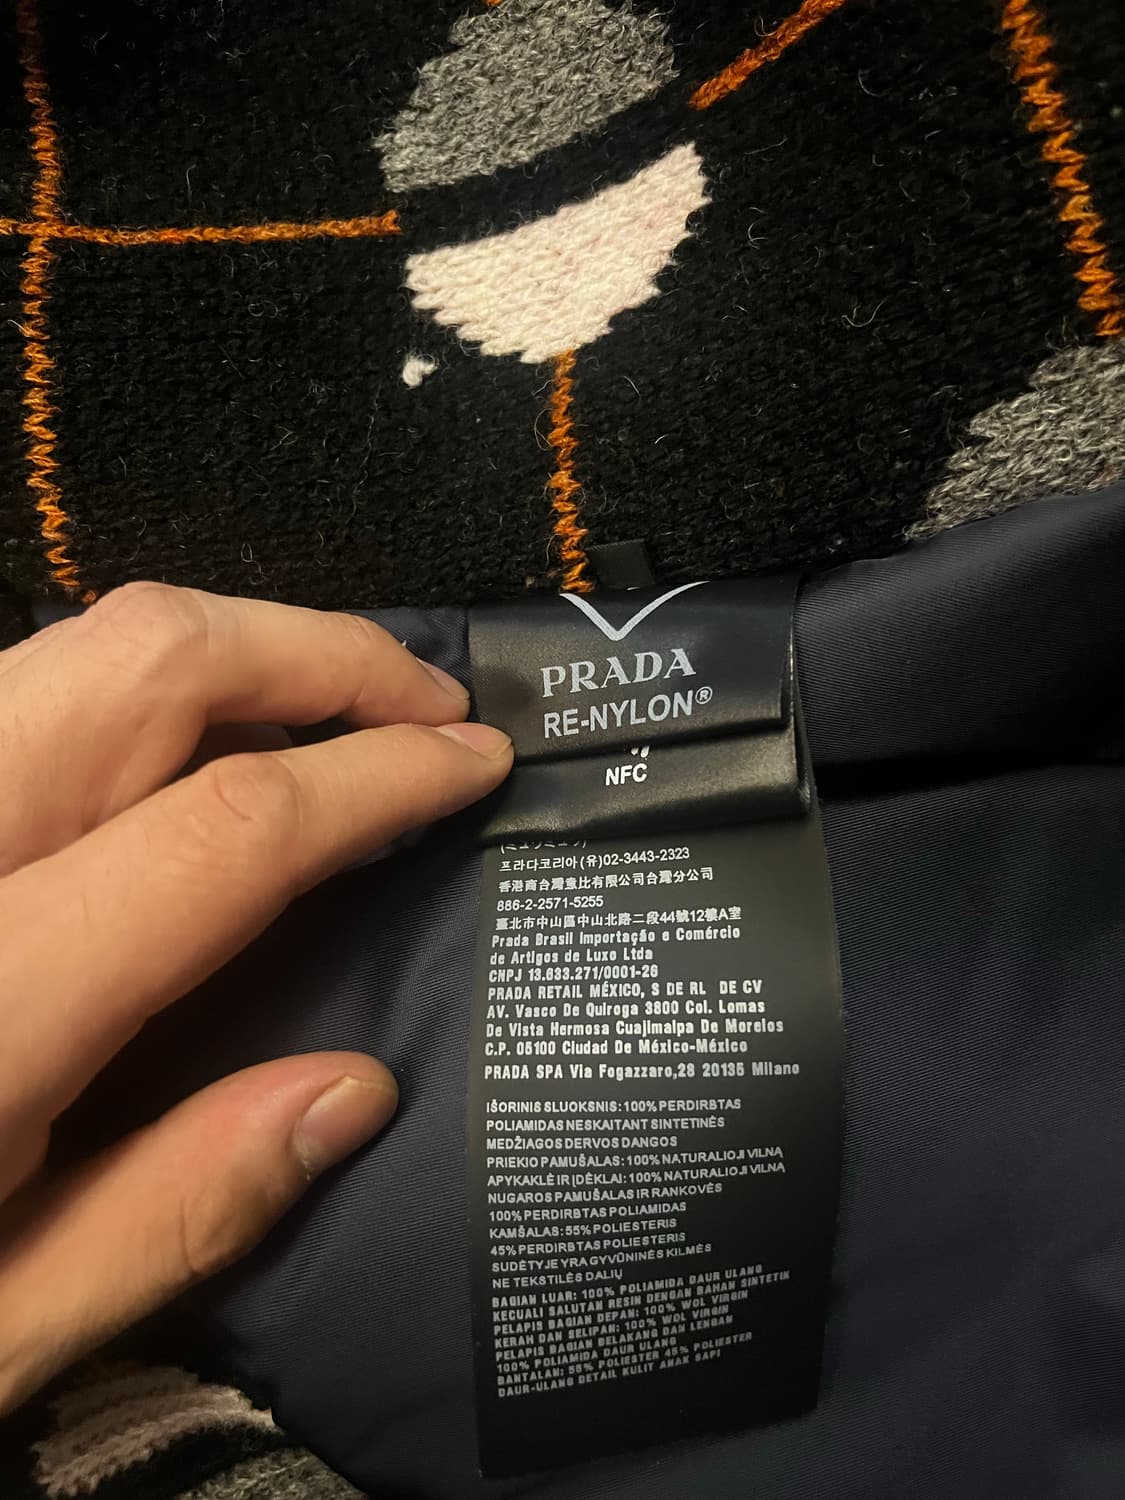 PRADA
RE-NYLON®
NFC
(ミュウミュウ)
프라다코리아(유)02-3443-2323
香港商台灣意比有限公司台灣分公司
886-2-2571-5255
臺北市中山區中山北路二段44號12樓A室
Prada Brasil Importação e Comércio
de Artigos de Luxo Ltda
CNPJ 13.633.271/0001-26
PRADA RETAIL MÉXICO, S DE RL DE CV
AV. Vasco De Quiroga 3800 Col. Lomas
De Vista Hermosa Cuajimalpa De Morelos
C.P. 05100 Ciudad De México-México
PRADA SPA Via Fogazzaro,28 20135 Milano
IŠORINIS SLUOKSNIS:100% PERDIRBTAS
POLIAMIDAS NESKAITANT SINTETINĖS
MEDŽIAGOS DERVOS DANGOS
PRIEKIO PAMUŠALAS:100% NATURALIOJI VILNĄ
APYKAKLĖ IR ĮDĖKLAI:100% NATURALIOJI VILNĄ
NUGAROS PAMUŠALAS IR RANKOVĖS
100% PERDIRBTAS POLIAMIDAS
KAMŠALAS:55% POLIESTERIS
45% PERDIRBTAS POLIESTERIS
SUDĖTYJE YRA GYVŪNINĖS KILMĖS
NE TEKSTILĖS DALIŲ
BAGIAN LUAR: 100% POLIAMIDA DAUR ULANG
KECUALI SALUTAN RESIN DENGAN BAHAN SINTETIK
PELAPIS BAGIAN DEPAN: 100% WOL VIRGIN
KERAH DAN SELIPAN: 100% WOL VIRGIN
PELAPIS BAGIAN BELAKANG DAN LENGAN
100% POLIAMIDA DAUR ULANG
BANTALAN: 55% POLIESTER 45% POLIESTER
DAUR-ULANG DETAIL KULIT ANAK SAPI